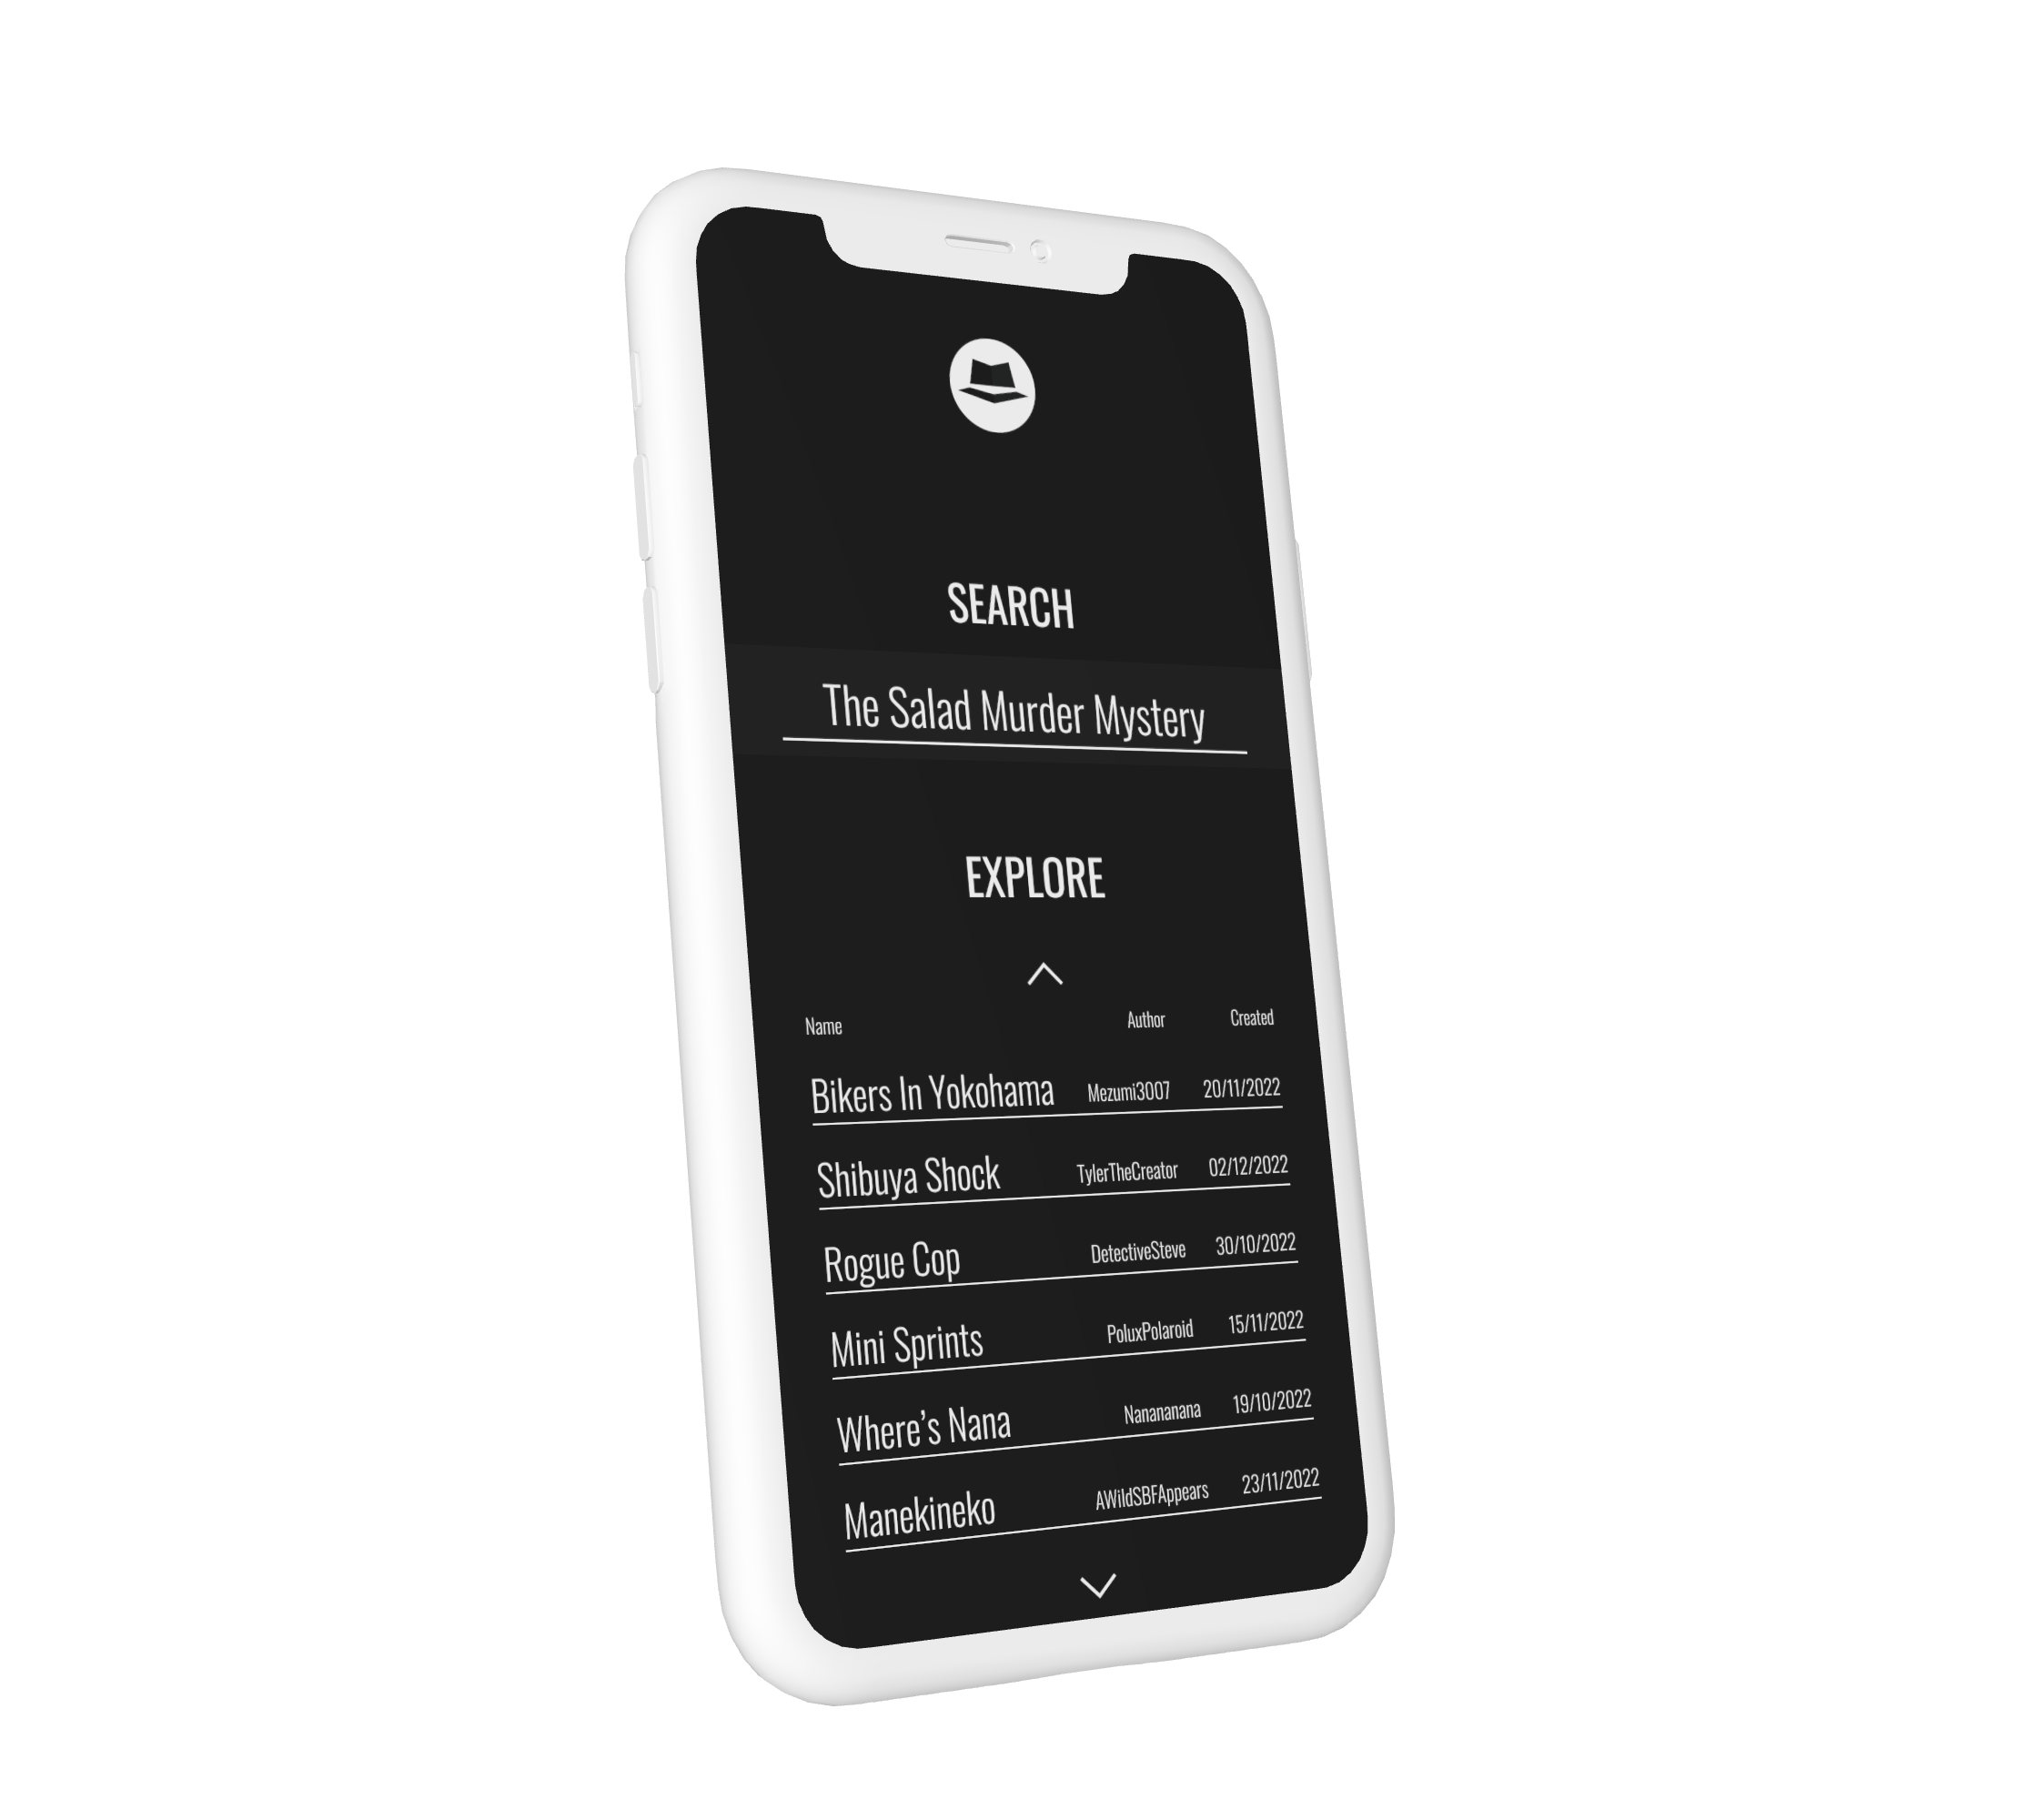 SEARCH
The Salad Murder Mystery
EXPLORE
Name Author Created
Bikers In Yokohama Mezumi3007 20/11/2022
Shibuya Shock TylerTheCreator 02/12/2022
Rogue Cop DetectiveSteve 30/10/2022
Mini Sprints PoluxPolaroid 15/11/2022
Where’s Nana Nanananana 19/10/2022
Manekineko AWildSBFAppears 23/11/2022